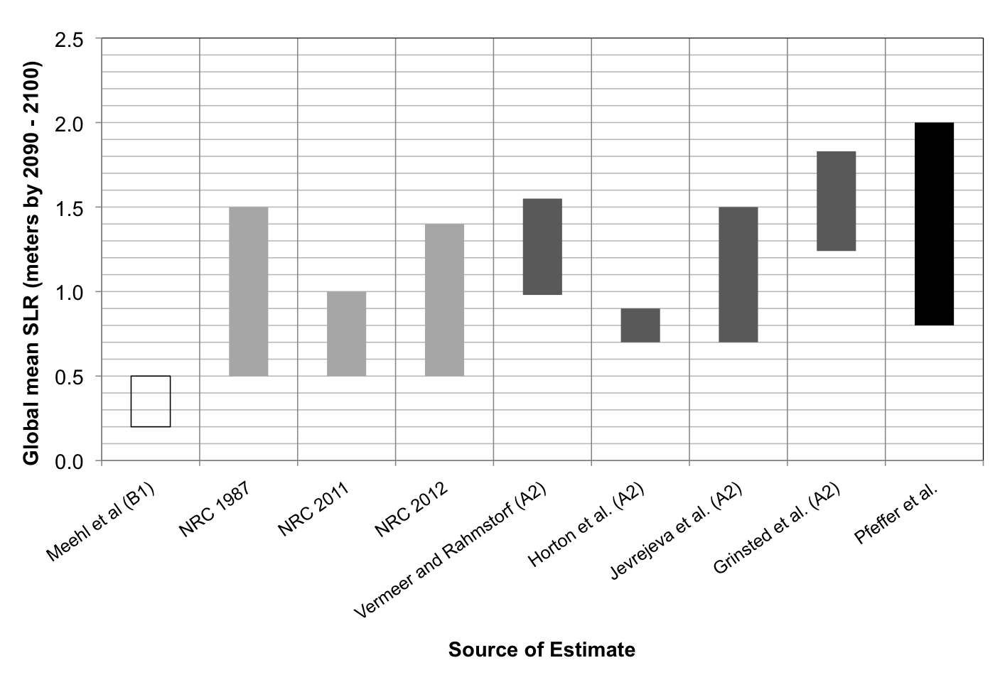 Global mean SLR (meters by 2090 - 2100)
2.5
2.0
1.5
1.0
0.5
0.0
Meehl et al (B1)
NRC 1987
NRC 2011
NRC 2012
Vermeer and Rahmstorf (A2)
Horton et al. (A2)
Jevrejeva et al. (A2)
Grinsted et al. (A2)
Pfeffer et al.
Source of Estimate